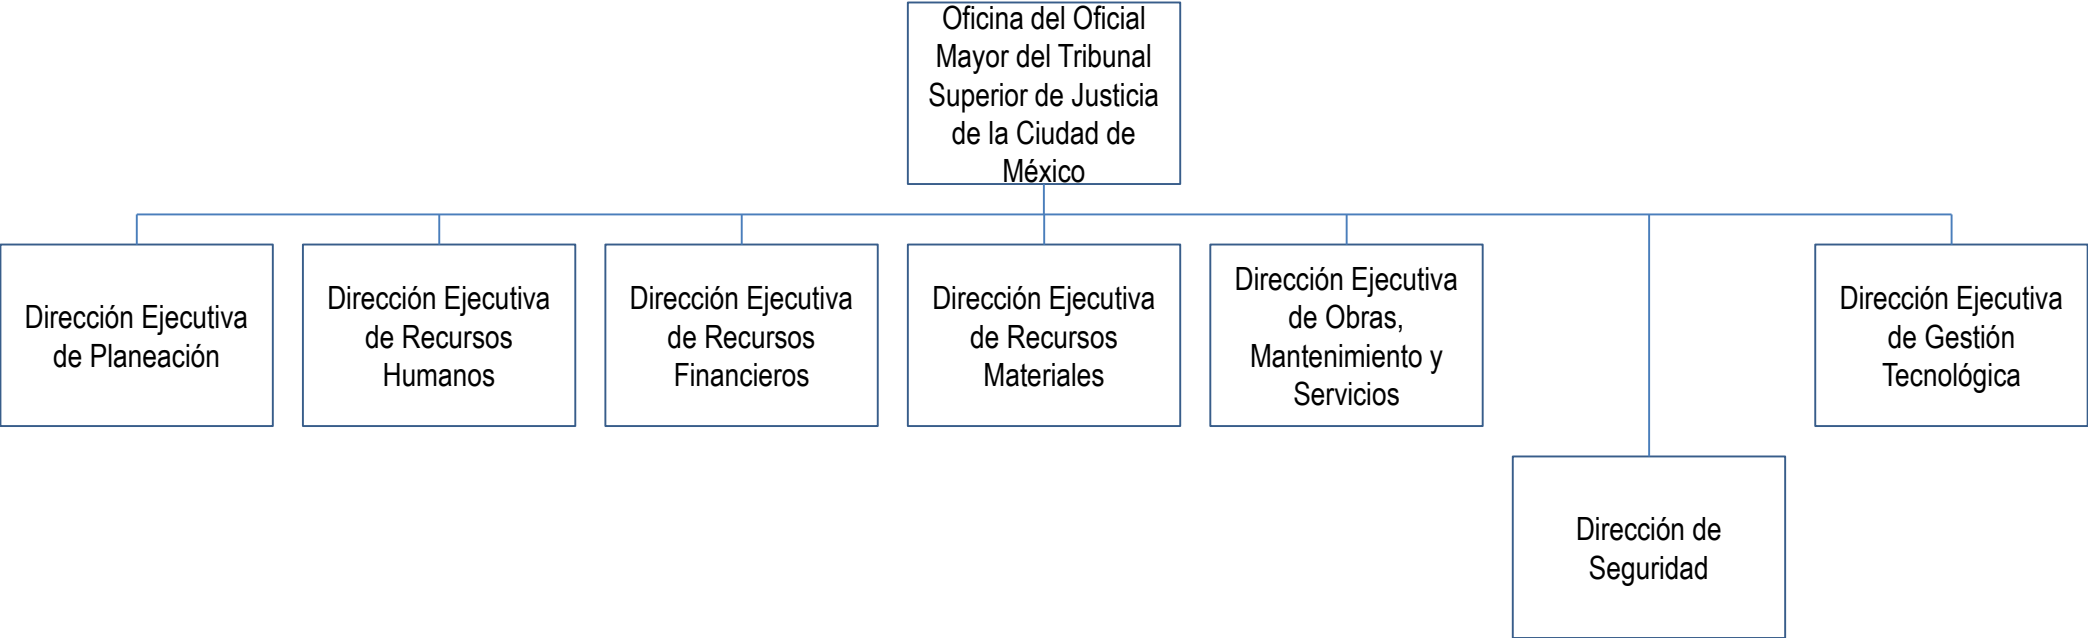 Oficina del Oficial
Mayor del Tribunal
Superior de Justicia
de la Ciudad de
México
Dirección Ejecutiva
de Planeación
Dirección Ejecutiva
de Recursos
Humanos
Dirección Ejecutiva
de Recursos
Financieros
Dirección Ejecutiva
de Recursos
Materiales
Dirección Ejecutiva
de Obras,
Mantenimiento y
Servicios
Dirección de
Seguridad
Dirección Ejecutiva
de Gestión
Tecnológica